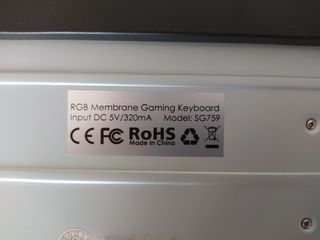 RGB Membrane Gaming Keyboard
Input DC 5V/320mA Model: SG759
CE FC RoHS
Made In China